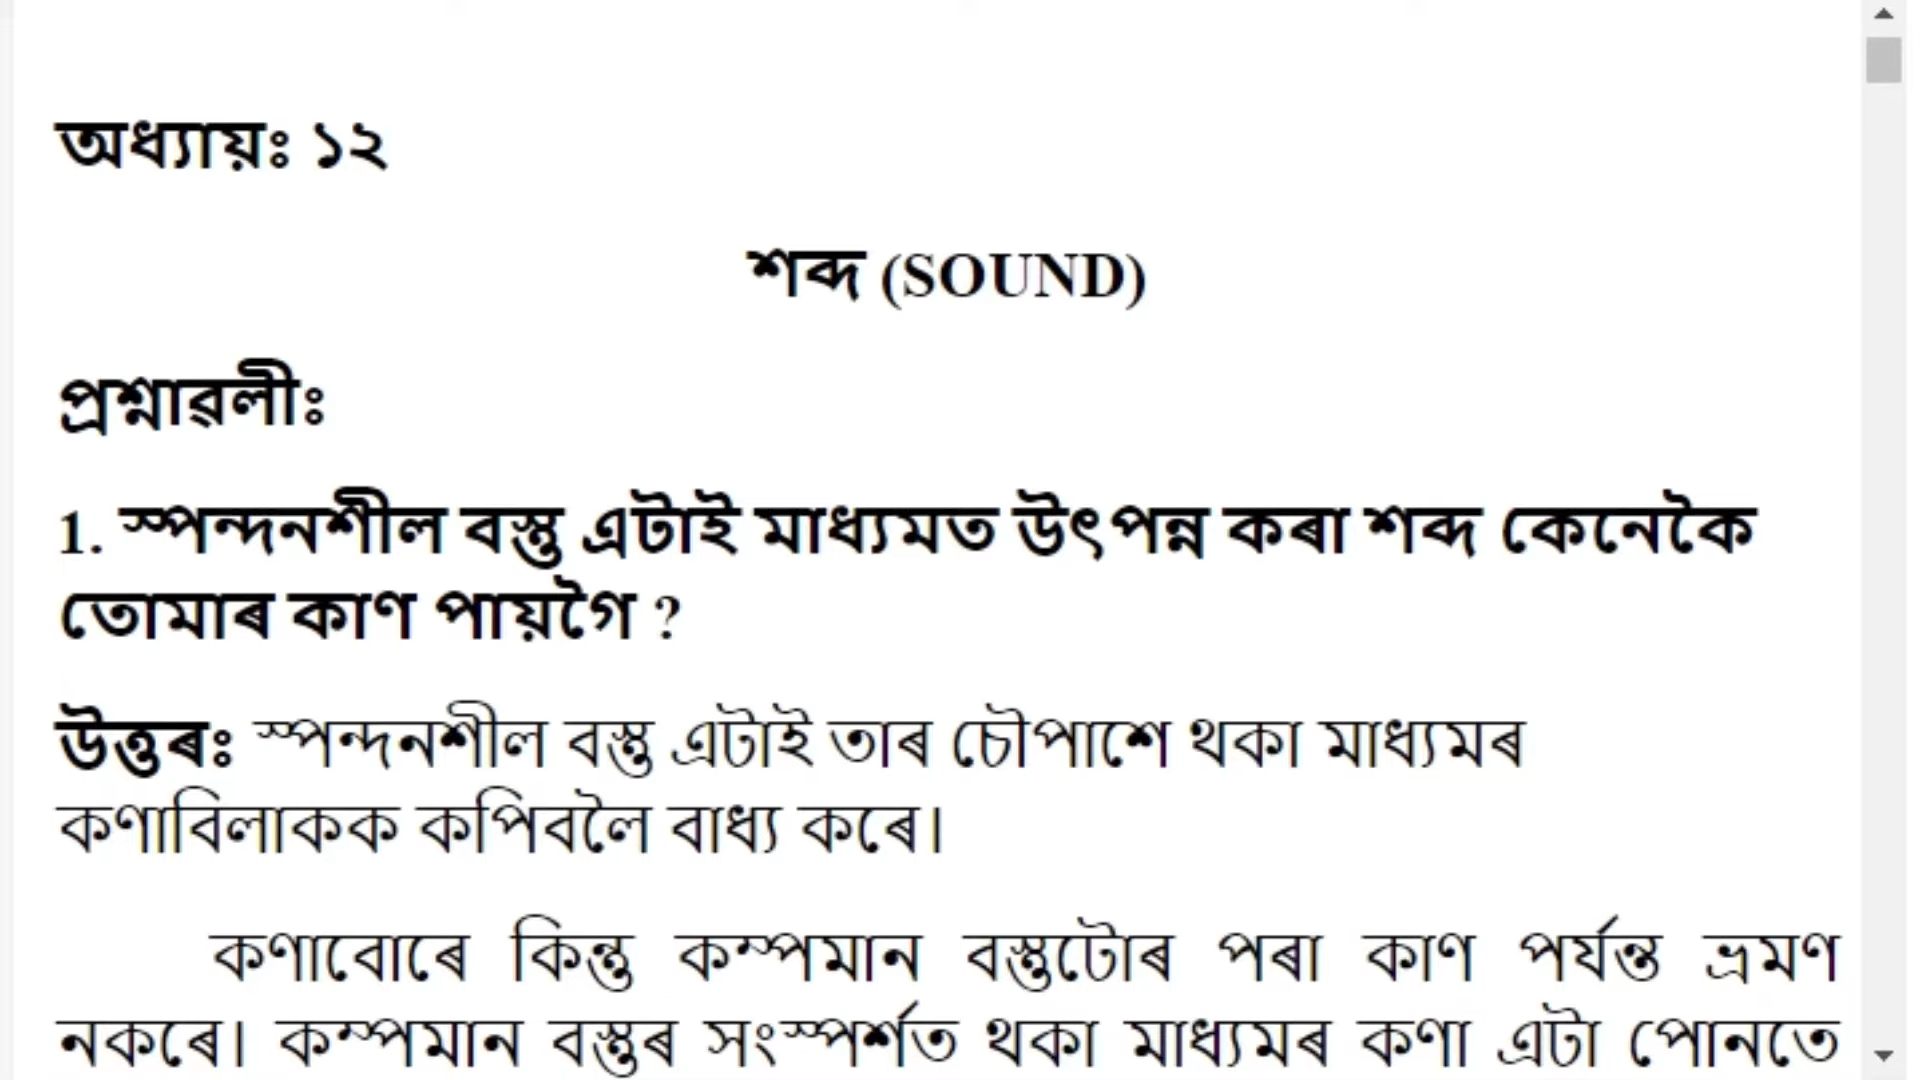 অধ্যায়ঃ ১২
শব্দ (SOUND)
প্ৰশ্নাৱলীঃ
1. স্পন্দনশীল বস্তু এটাই মাধ্যমত উৎপন্ন কৰা শব্দ কেনেকৈ
তোমাৰ কাণ পায়গৈ ?
উত্তৰঃ স্পন্দনশীল বস্তু এটাই তাৰ চৌপাশে থকা মাধ্যমৰ
কণাবিলাকক কপিবলৈ বাধ্য কৰে।
কণাবোৰে কিন্তু কম্পমান বস্তুটোৰ পৰা কাণ পৰ্যন্ত ভ্ৰমণ
নকৰে। কম্পমান বস্তুৰ সংস্পৰ্শত থকা মাধ্যমৰ কণা এটা পোনতে